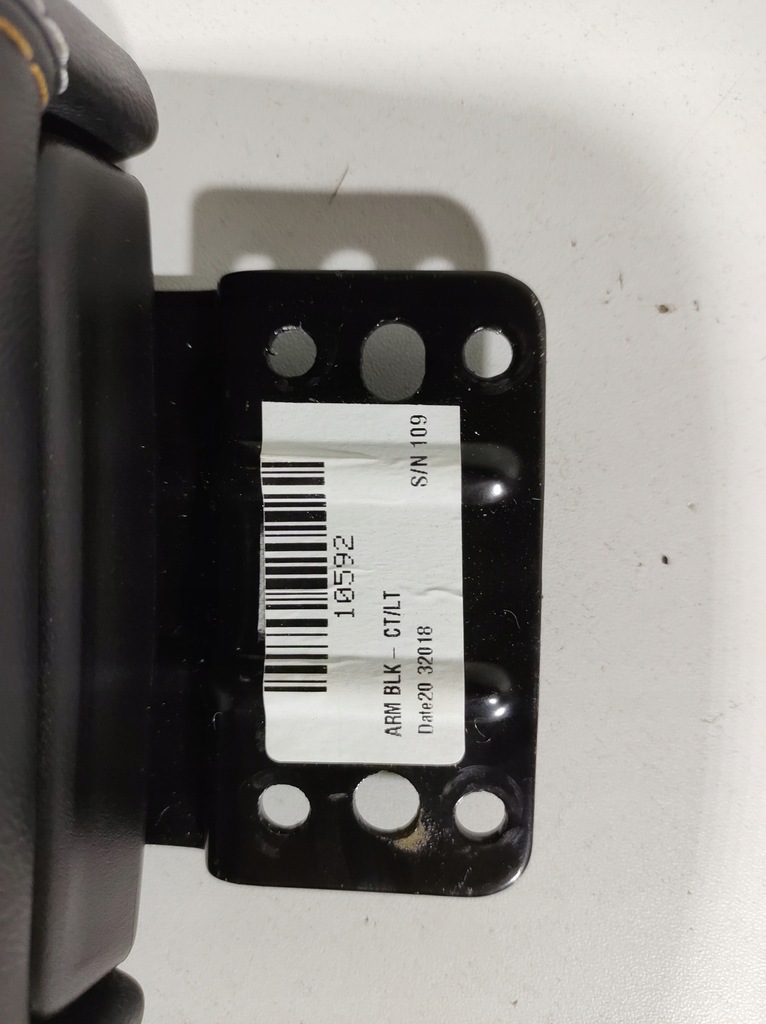 10592
ARM BLK - CT/LT
Date20 32018 S/N 109